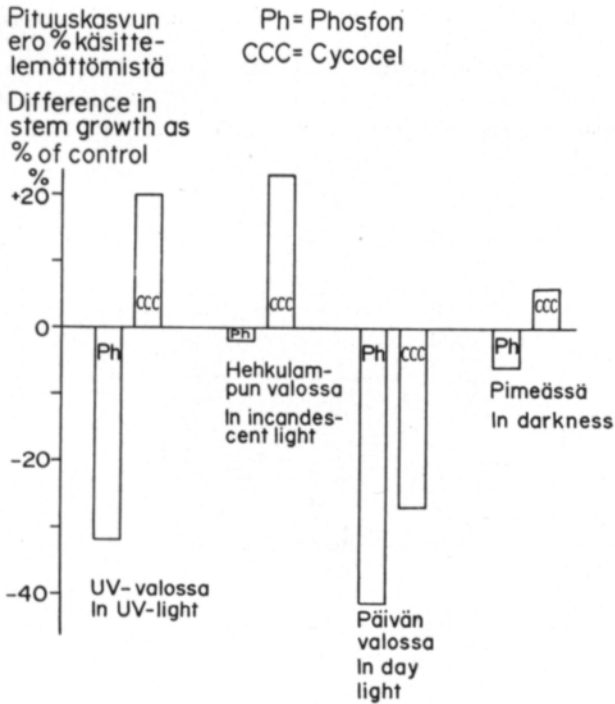 Pituuskasvun
ero % käsitte-
lemättömistä
Difference in
stem growth as
% of control
Ph = Phosfon
CCC = Cycocel
%
+20
0
-20
-40
Ph
CCC
Ph
CCC
Ph
CCC
Ph
CCC
UV-valossa
In UV-light
Hehkulam-
pun valossa
In incandes-
cent light
Päivän
valossa
In day
light
Pimeässä
In darkness